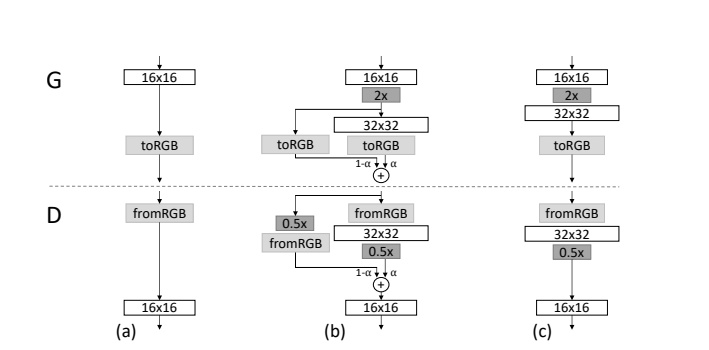 G
16x16
16x16
16x16
2x
2x
32x32
32x32
toRGB
toRGB
toRGB
toRGB
1-α
α
+
D
fromRGB
fromRGB
fromRGB
0.5x
32x32
32x32
fromRGB
0.5x
0.5x
1-α
α
+
16x16
16x16
16x16
(a)
(b)
(c)